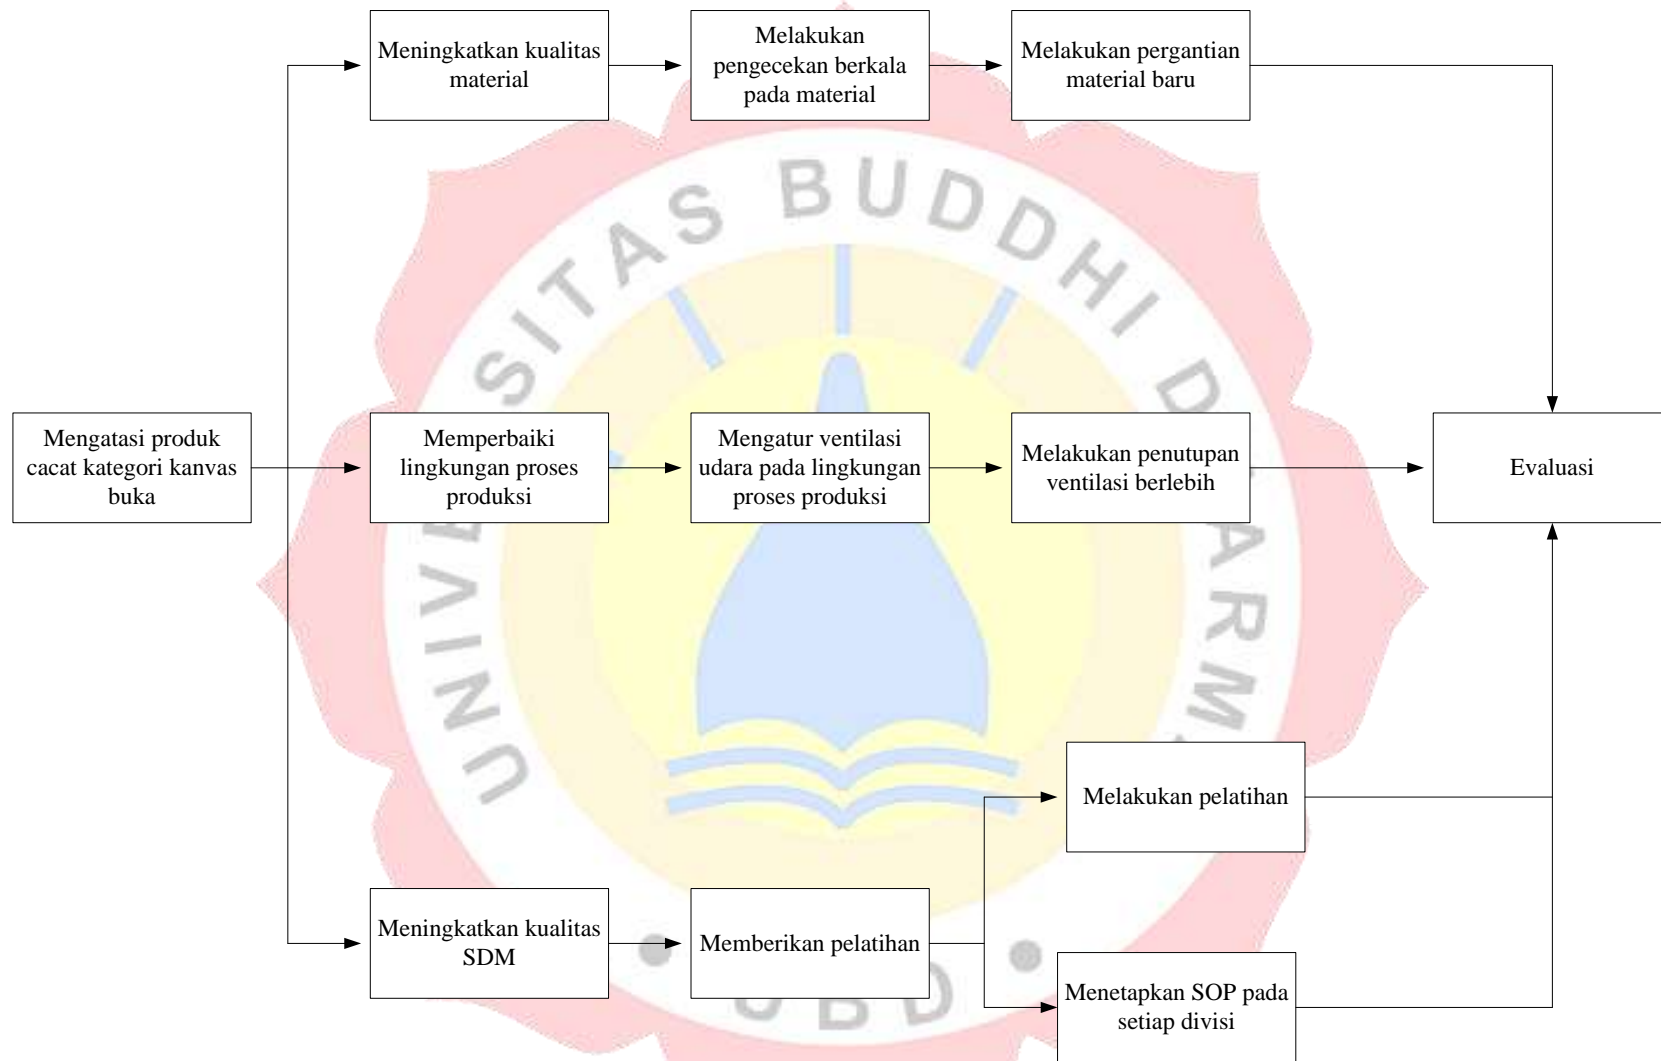 Meningkatkan kualitas
material
Melakukan
pengecekan berkala
pada material
Melakukan pergantian
material baru
Mengatasi produk
cacat kategori kanvas
buka
Memperbaiki
lingkungan proses
produksi
Mengatur ventilasi
udara pada lingkungan
proses produksi
Melakukan penutupan
ventilasi berlebih
Evaluasi
Melakukan pelatihan
Meningkatkan kualitas
SDM
Memberikan pelatihan
Menetapkan SOP pada
setiap divisi
UNIVERSITAS BUDDHI DHARMA
UBD